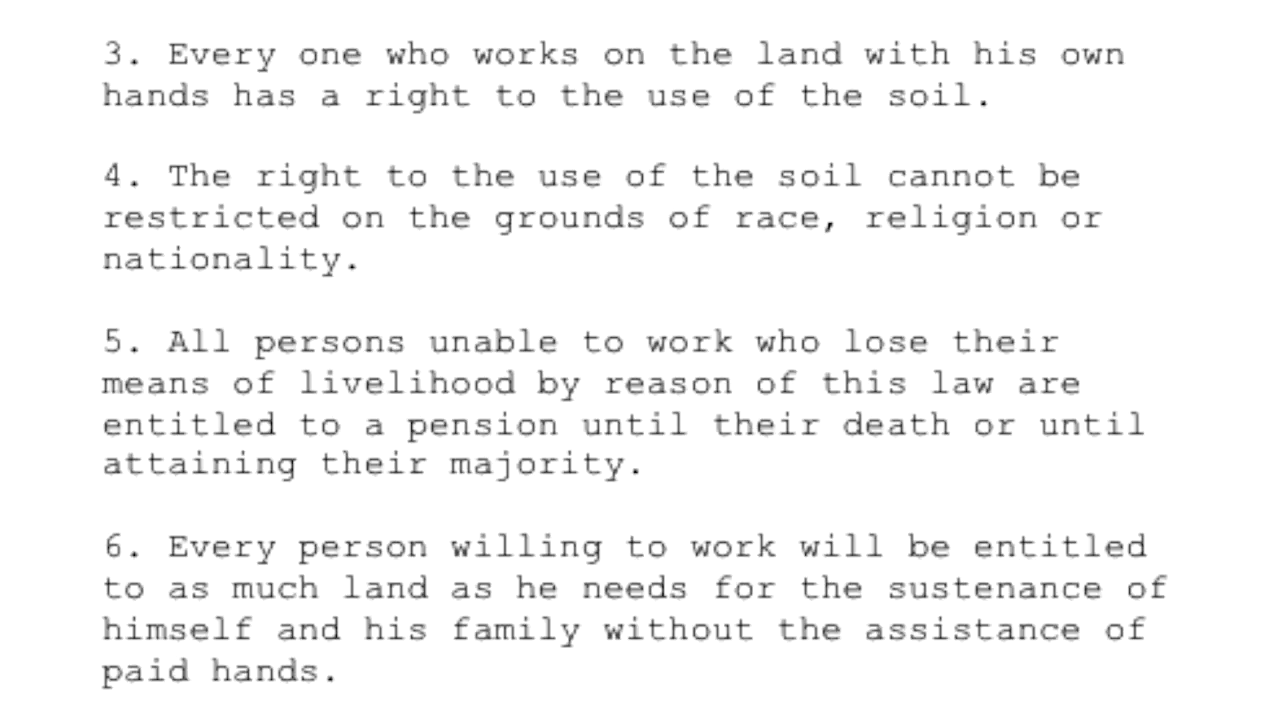 3. Every one who works on the land with his own
hands has a right to the use of the soil.
4. The right to the use of the soil cannot be
restricted on the grounds of race, religion or
nationality.
5. All persons unable to work who lose their
means of livelihood by reason of this law are
entitled to a pension until their death or until
attaining their majority.
6. Every person willing to work will be entitled
to as much land as he needs for the sustenance of
himself and his family without the assistance of
paid hands.